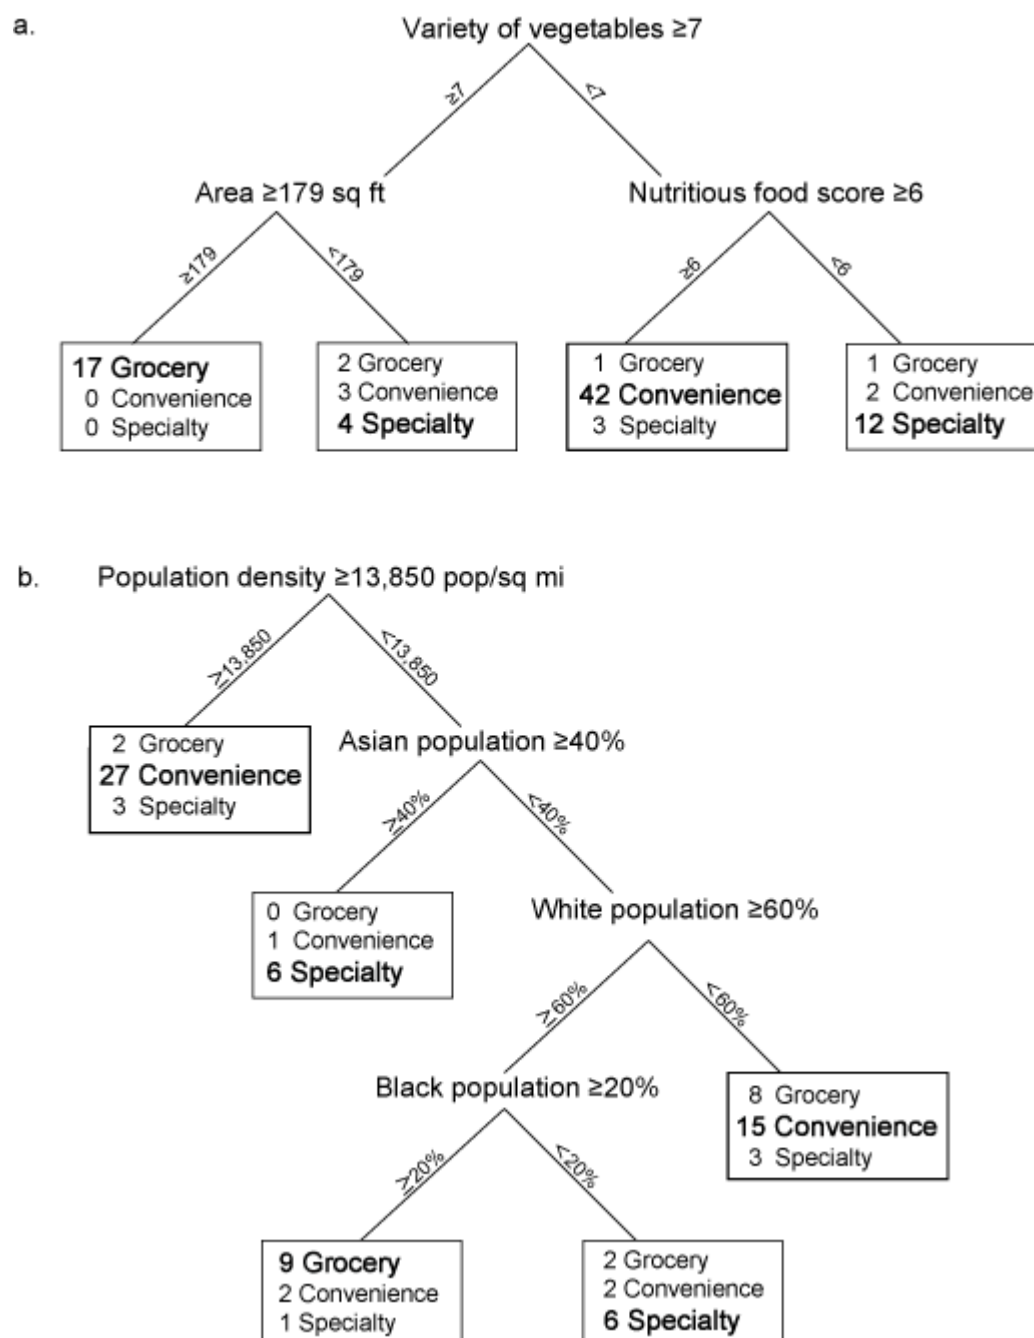 a.
Variety of vegetables ≥7
≥7
<7
Area ≥179 sq ft
Nutritious food score ≥6
≥179
<179
≥6
<6
17 Grocery
0 Convenience
0 Specialty
2 Grocery
3 Convenience
4 Specialty
1 Grocery
42 Convenience
3 Specialty
1 Grocery
2 Convenience
12 Specialty
b.
Population density ≥13,850 pop/sq mi
≥13,850
<13,850
2 Grocery
27 Convenience
3 Specialty
Asian population ≥40%
≥40%
<40%
0 Grocery
1 Convenience
6 Specialty
White population ≥60%
≥60%
<60%
Black population ≥20%
8 Grocery
15 Convenience
3 Specialty
≥20%
<20%
9 Grocery
2 Convenience
1 Specialty
2 Grocery
2 Convenience
6 Specialty